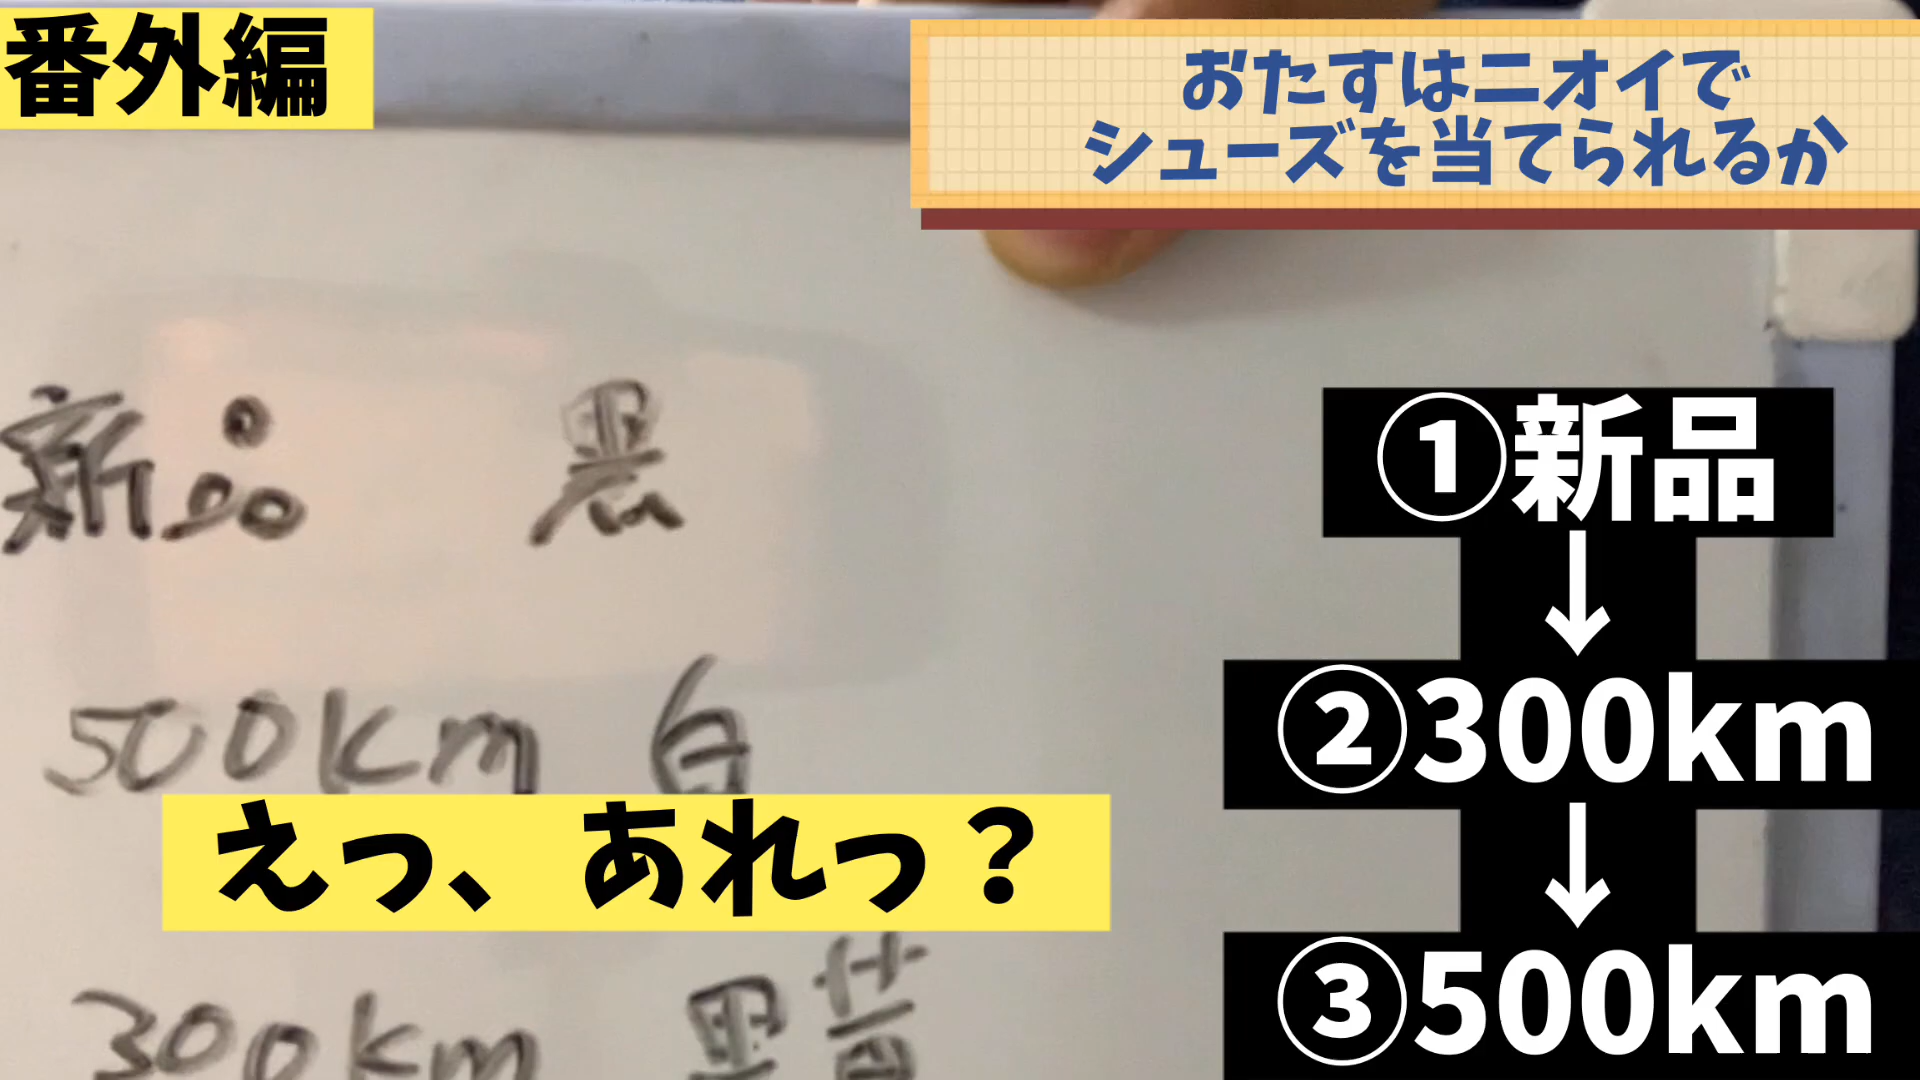 番外編
おたすはニオイで
シューズを当てられるか
新品 黒
①新品
↓
②300km
↓
③500km
500km 白
えっ、あれっ？
300km 黒黄